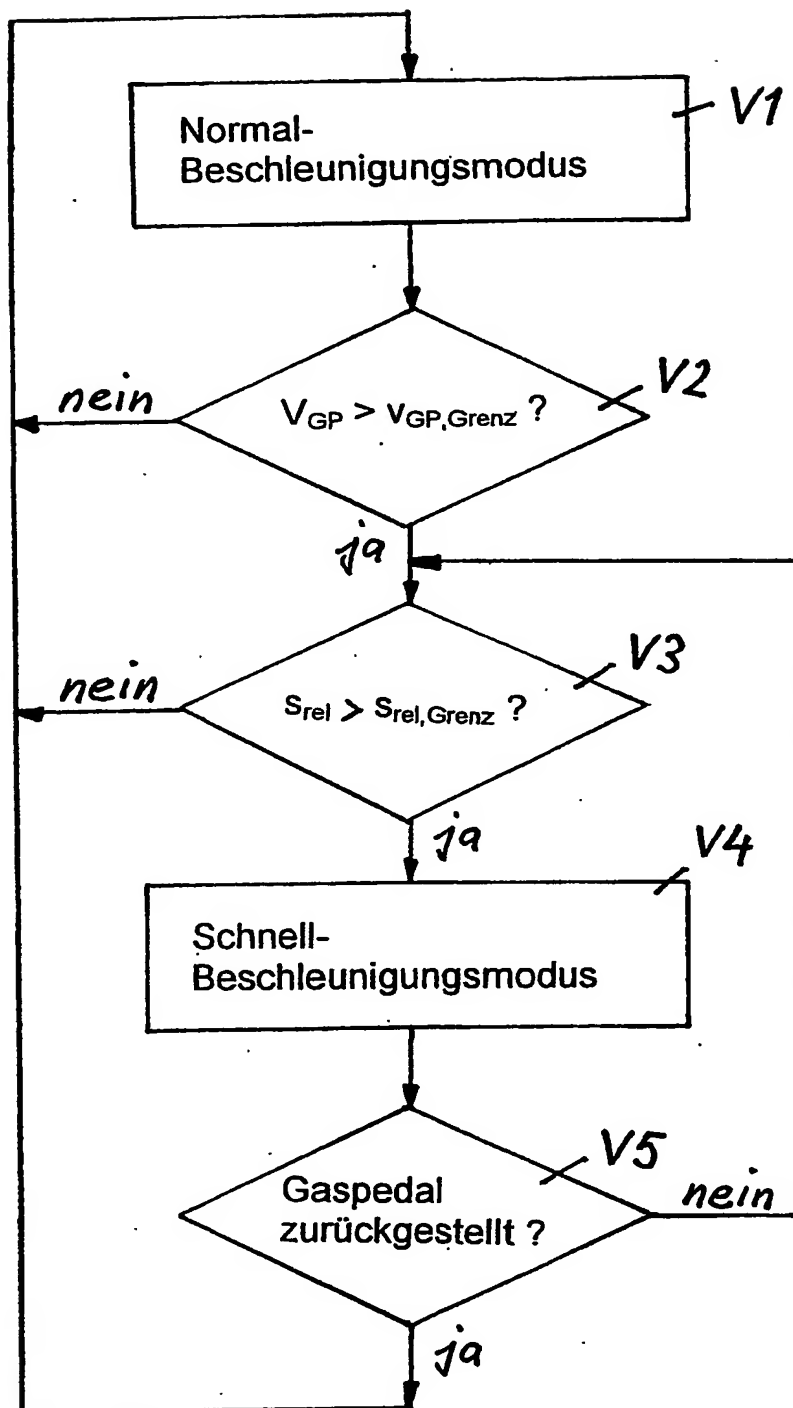 Normal-
Beschleunigungsmodus
V1
V_GP > v_GP,Grenz ?
V2
nein
ja
s_rel > s_rel,Grenz ?
V3
nein
ja
Schnell-
Beschleunigungsmodus
V4
Gaspedal
zurückgestellt ?
V5
nein
ja